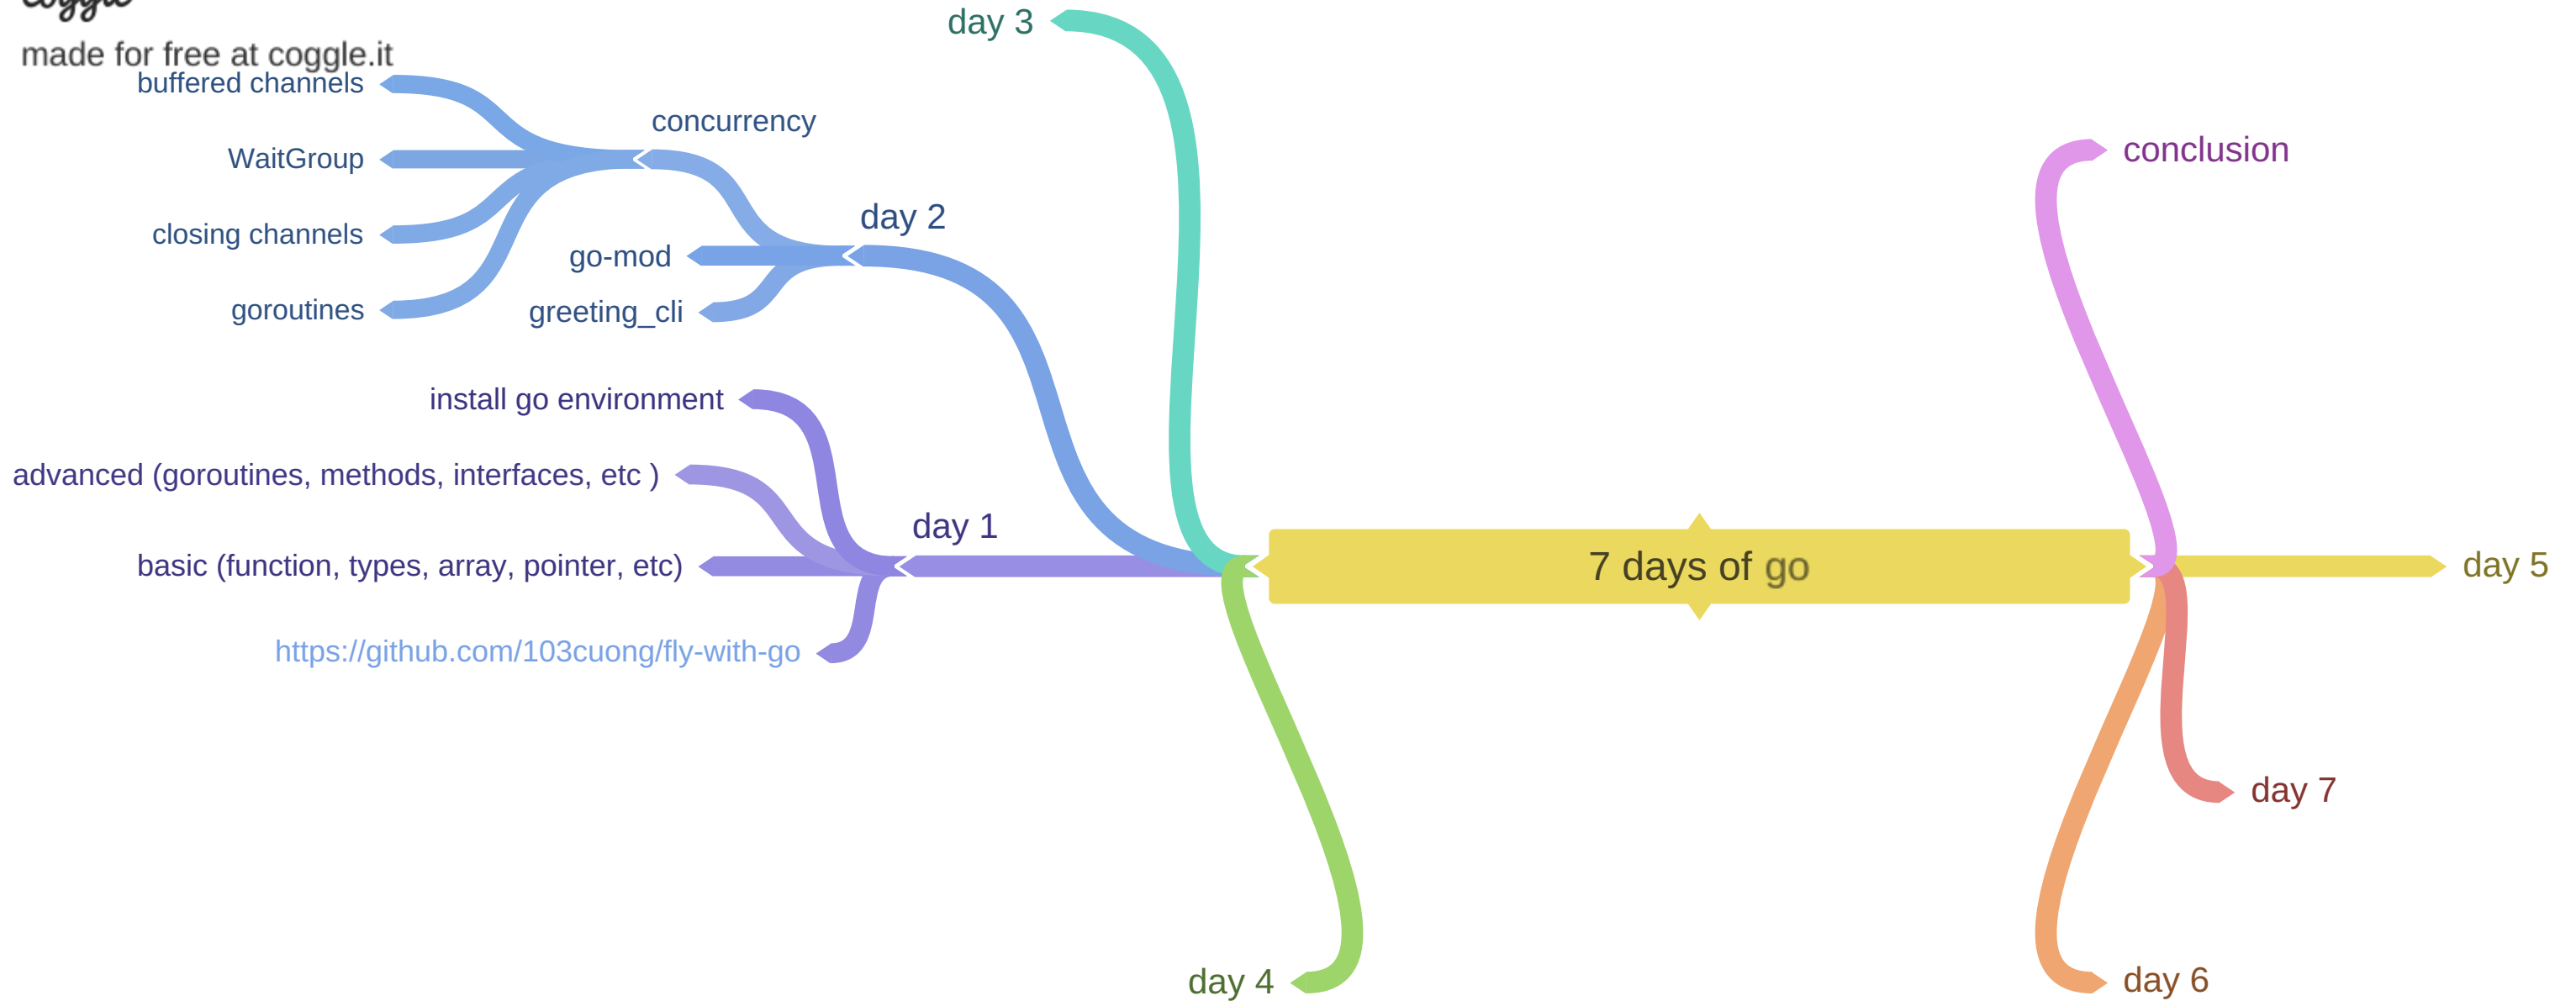 made for free at coggle.it
day 3
buffered channels
concurrency
WaitGroup
day 2
closing channels
go-mod
goroutines
greeting_cli
install go environment
advanced (goroutines, methods, interfaces, etc )
day 1
basic (function, types, array, pointer, etc)
https://github.com/103cuong/fly-with-go
day 4
7 days of go
conclusion
day 5
day 7
day 6